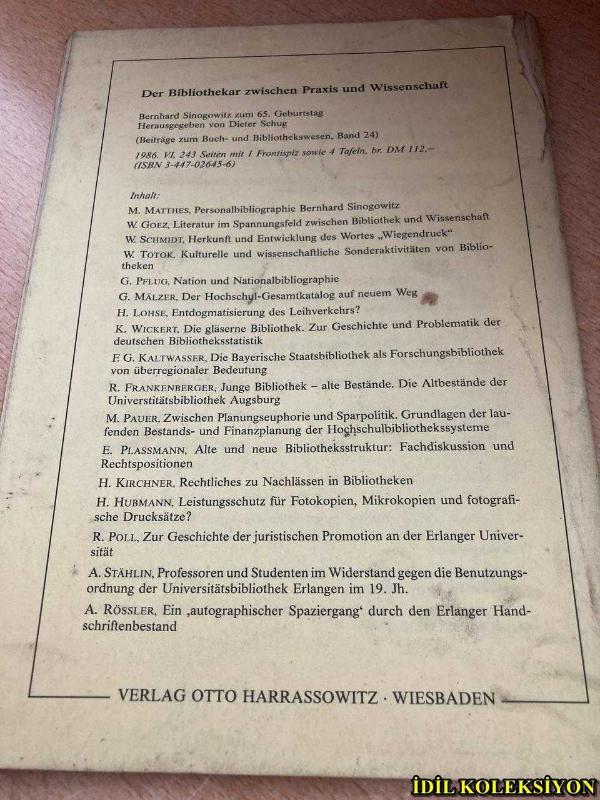 Der Bibliothekar zwischen Praxis und Wissenschaft
Bernhard Sinogowitz zum 65. Geburtstag
Herausgegeben von Dieter Schug
(Beiträge zum Buch- und Bibliothekswesen, Band 24)
1986. VI, 243 Seiten mit 1 Frontispiz sowie 4 Tafeln, br. DM 112,–
(ISBN 3-447-02645-6)
Inhalt:
M. MATTHES, Personalbibliographie Bernhard Sinogowitz
W. GOEZ, Literatur im Spannungsfeld zwischen Bibliothek und Wissenschaft
W. SCHMIDT, Herkunft und Entwicklung des Wortes „Wiegendruck“
W. TOTOK, Kulturelle und wissenschaftliche Sonderaktivitäten von Biblio-
theken
G. PFLUG, Nation und Nationalbibliographie
G. MÄLZER, Der Hochschul-Gesamtkatalog auf neuem Weg
H. LOHSE, Entdogmatisierung des Leihverkehrs?
K. WICKERT, Die gläserne Bibliothek. Zur Geschichte und Problematik der
deutschen Bibliotheksstatistik
F. G. KALTWASSER, Die Bayerische Staatsbibliothek als Forschungsbibliothek
von überregionaler Bedeutung
R. FRANKENBERGER, Junge Bibliothek – alte Bestände. Die Altbestände der
Universtitätsbibliothek Augsburg
M. PAUER, Zwischen Planungseuphorie und Sparpolitik. Grundlagen der lau-
fenden Bestands- und Finanzplanung der Hochschulbibliothekssysteme
E. PLASSMANN, Alte und neue Bibliotheksstruktur: Fachdiskussion und
Rechtspositionen
H. KIRCHNER, Rechtliches zu Nachlässen in Bibliotheken
H. HUBMANN, Leistungsschutz für Fotokopien, Mikrokopien und fotografi-
sche Drucksätze?
R. POLL, Zur Geschichte der juristischen Promotion an der Erlanger Univer-
sität
A. STÄHLIN, Professoren und Studenten im Widerstand gegen die Benutzungs-
ordnung der Universitätsbibliothek Erlangen im 19. Jh.
A. RÖSSLER, Ein ‚autographischer Spaziergang‘ durch den Erlanger Hand-
schriftenbestand
VERLAG OTTO HARRASSOWITZ · WIESBADEN
İDİL KOLEKSİYON